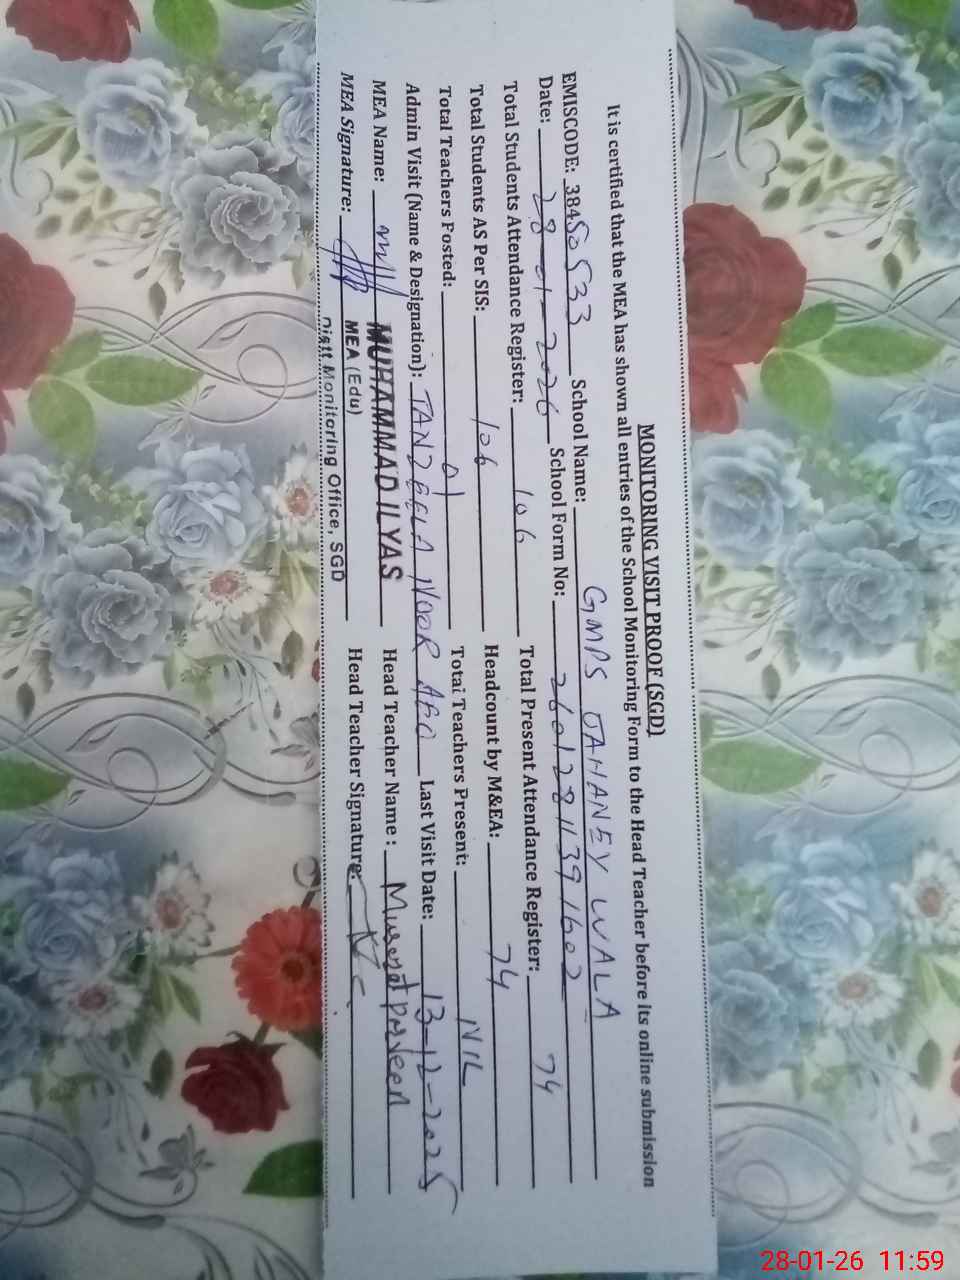 MONITORING VISIT PROOF (SGD)
It is certified that the MEA has shown all entries of the School Monitoring Form to the Head Teacher before its online submission
EMISCODE: 38450533 School Name: GMPS JAHANEY WALA
Date: 28-01-2026 School Form No: 26012811391602
Total Students Attendance Register: 106 Total Present Attendance Register: 74
Total Students AS Per SIS: 106 Headcount by M&EA: 74
Total Teachers Posted: 01 Total Teachers Present: NIL
Admin Visit (Name & Designation): TANZEELA NOOR AEO Last Visit Date: 13-12-2025
MEA Name: MUHAMMAD ILYAS Head Teacher Name : Musrat Parveen
MEA Signature: MEA (Edu) Head Teacher Signature:
Distt Monitoring Office, SGD
28-01-26 11:59